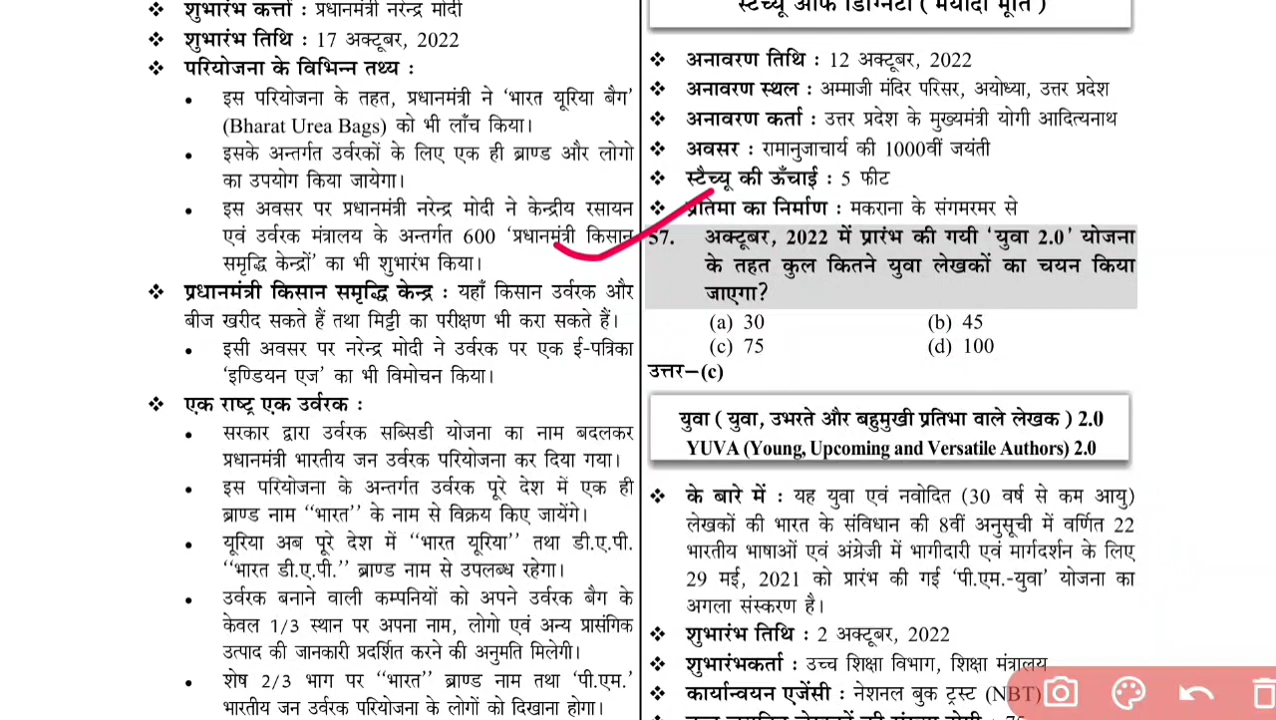 ❖ शुभारंभ कर्त्ता : प्रधानमंत्री नरेन्द्र मोदी
❖ शुभारंभ तिथि : 17 अक्टूबर, 2022
❖ परियोजना के विभिन्न तथ्य :
• इस परियोजना के तहत, प्रधानमंत्री ने ‘भारत यूरिया बैग’
(Bharat Urea Bags) को भी लाँच किया।
• इसके अन्तर्गत उर्वरकों के लिए एक ही ब्राण्ड और लोगो
का उपयोग किया जायेगा।
• इस अवसर पर प्रधानमंत्री नरेन्द्र मोदी ने केन्द्रीय रसायन
एवं उर्वरक मंत्रालय के अन्तर्गत 600 ‘प्रधानमंत्री किसान
समृद्धि केन्द्रों’ का भी शुभारंभ किया।
❖ प्रधानमंत्री किसान समृद्धि केन्द्र : यहाँ किसान उर्वरक और
बीज खरीद सकते हैं तथा मिट्टी का परीक्षण भी करा सकते हैं।
• इसी अवसर पर नरेन्द्र मोदी ने उर्वरक पर एक ई-पत्रिका
‘इण्डियन एज’ का भी विमोचन किया।
❖ एक राष्ट्र एक उर्वरक :
• सरकार द्वारा उर्वरक सब्सिडी योजना का नाम बदलकर
प्रधानमंत्री भारतीय जन उर्वरक परियोजना कर दिया गया।
• इस परियोजना के अन्तर्गत उर्वरक पूरे देश में एक ही
ब्राण्ड नाम ‘‘भारत’’ के नाम से विक्रय किए जायेंगे।
• यूरिया अब पूरे देश में ‘‘भारत यूरिया’’ तथा डी.ए.पी.
‘‘भारत डी.ए.पी.’’ ब्राण्ड नाम से उपलब्ध रहेगा।
• उर्वरक बनाने वाली कम्पनियों को अपने उर्वरक बैग के
केवल 1/3 स्थान पर अपना नाम, लोगो एवं अन्य प्रासंगिक
उत्पाद की जानकारी प्रदर्शित करने की अनुमति मिलेगी।
• शेष 2/3 भाग पर ‘‘भारत’’ ब्राण्ड नाम तथा ‘पी.एम.’
भारतीय जन उर्वरक परियोजना के लोगों को दिखाना होगा।
स्टैच्यू ऑफ डिग्निटी ( मर्यादा मूर्ति )
❖ अनावरण तिथि : 12 अक्टूबर, 2022
❖ अनावरण स्थल : अम्माजी मंदिर परिसर, अयोध्या, उत्तर प्रदेश
❖ अनावरण कर्ता : उत्तर प्रदेश के मुख्यमंत्री योगी आदित्यनाथ
❖ अवसर : रामानुजाचार्य की 1000वीं जयंती
❖ स्टैच्यू की ऊँचाई : 5 फीट
❖ प्रतिमा का निर्माण : मकराना के संगमरमर से
57. अक्टूबर, 2022 में प्रारंभ की गयी ‘युवा 2.0’ योजना
के तहत कुल कितने युवा लेखकों का चयन किया
जाएगा?
(a) 30 (b) 45
(c) 75 (d) 100
उत्तर–(c)
युवा ( युवा, उभरते और बहुमुखी प्रतिभा वाले लेखक ) 2.0
YUVA (Young, Upcoming and Versatile Authors) 2.0
❖ के बारे में : यह युवा एवं नवोदित (30 वर्ष से कम आयु)
लेखकों की भारत के संविधान की 8वीं अनुसूची में वर्णित 22
भारतीय भाषाओं एवं अंग्रेजी में भागीदारी एवं मार्गदर्शन के लिए
29 मई, 2021 को प्रारंभ की गई ‘पी.एम.-युवा’ योजना का
अगला संस्करण है।
❖ शुभारंभ तिथि : 2 अक्टूबर, 2022
❖ शुभारंभकर्ता : उच्च शिक्षा विभाग, शिक्षा मंत्रालय
❖ कार्यान्वयन एजेंसी : नेशनल बुक ट्रस्ट (NBT)